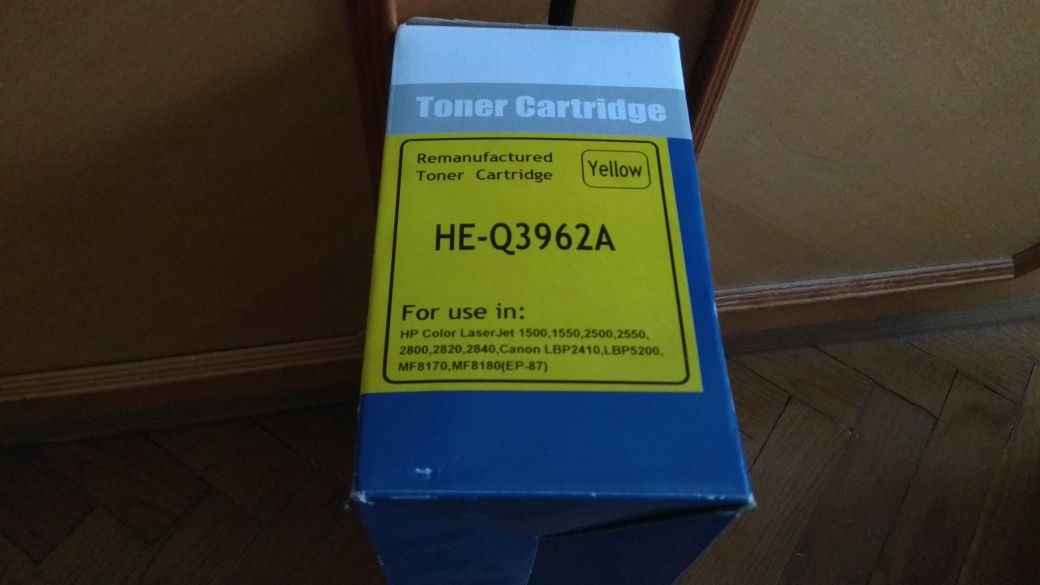 Toner Cartridge
Remanufactured
Toner Cartridge
Yellow
HE-Q3962A
For use in:
HP Color LaserJet 1500,1550,2500,2550,
2800,2820,2840,Canon LBP2410,LBP5200,
MF8170,MF8180(EP-87)